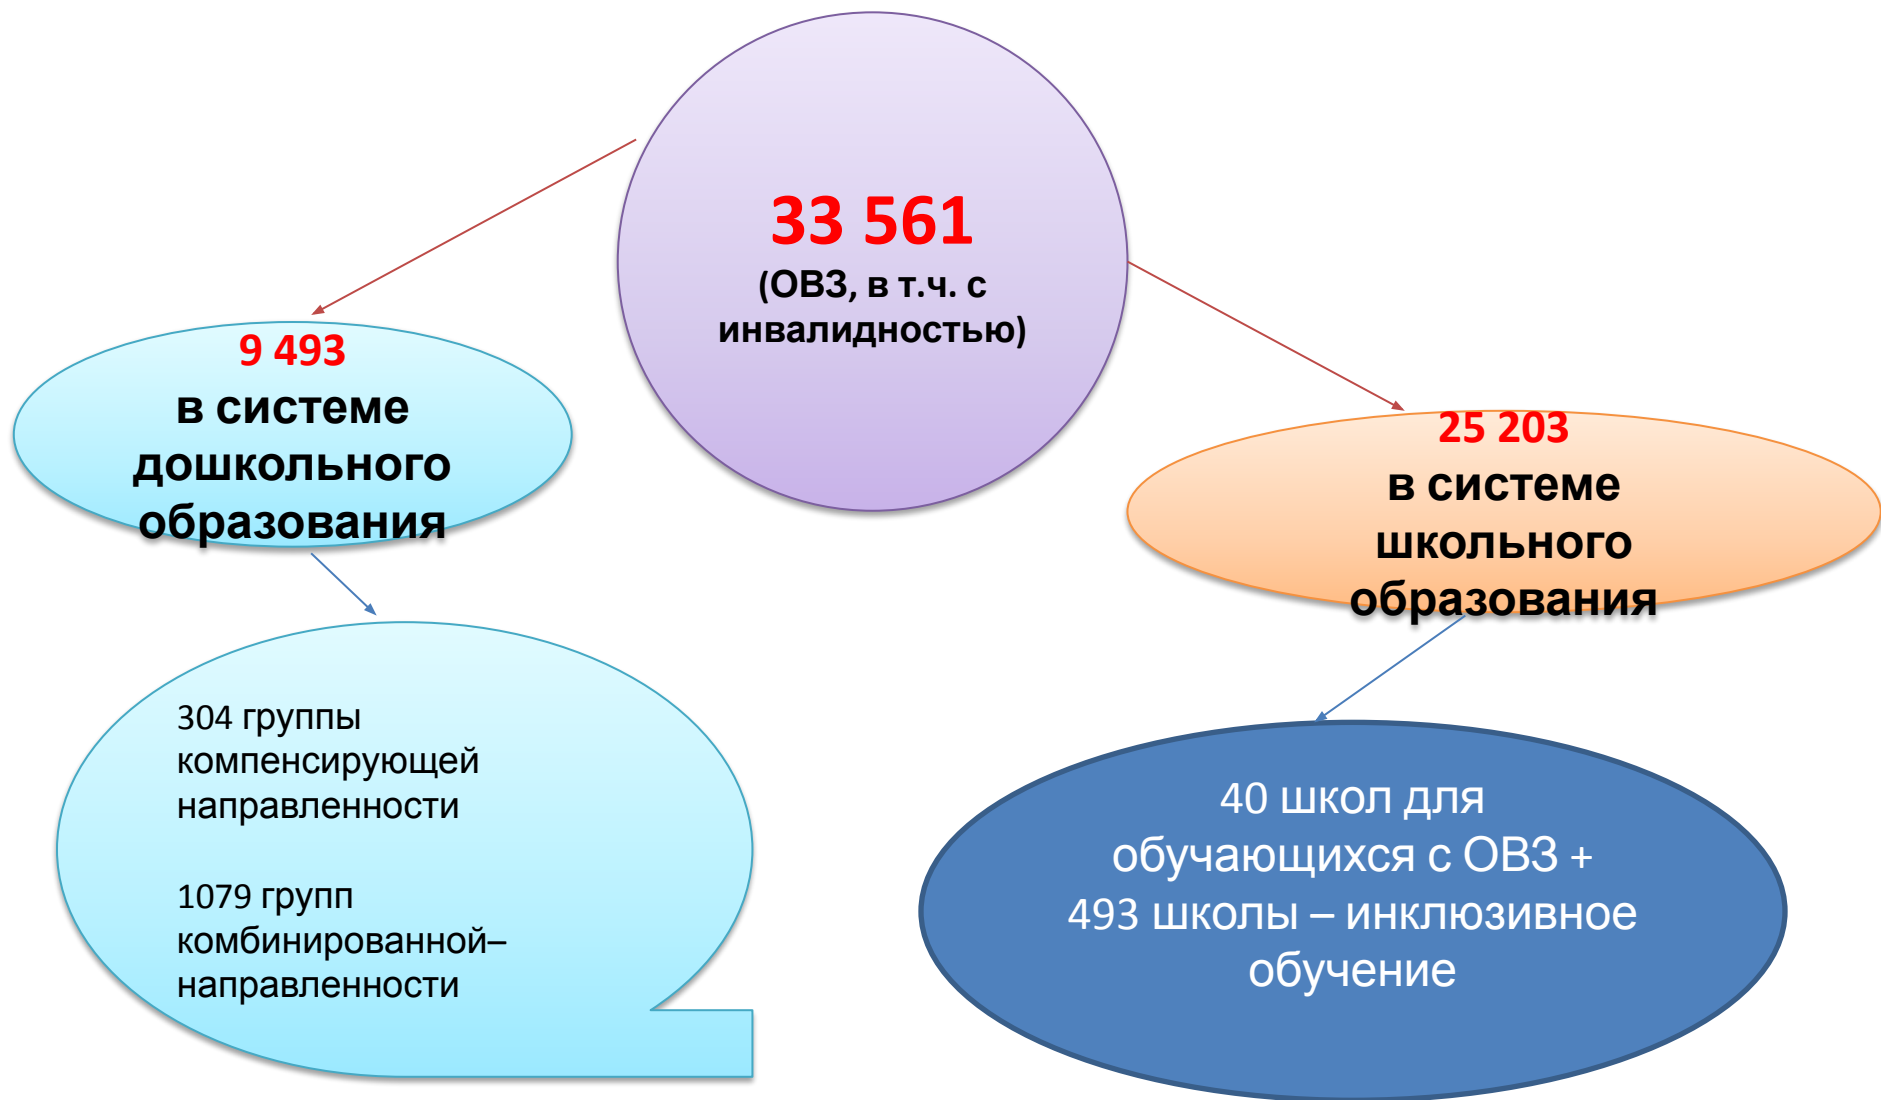 33 561
(ОВЗ, в т.ч. с
инвалидностью)
9 493
в системе
дошкольного
образования
25 203
в системе
школьного
образования
304 группы
компенсирующей
направленности
1079 групп
комбинированной–
направленности
40 школ для
обучающихся с ОВЗ +
493 школы – инклюзивное
обучение